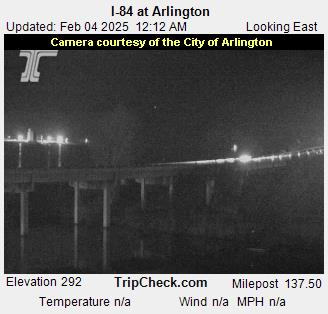 I-84 at Arlington
Updated: Feb 04 2025 12:12 AM Looking East
Camera courtesy of the City of Arlington
Elevation 292 TripCheck.com Milepost 137.50
Temperature n/a Wind n/a MPH n/a